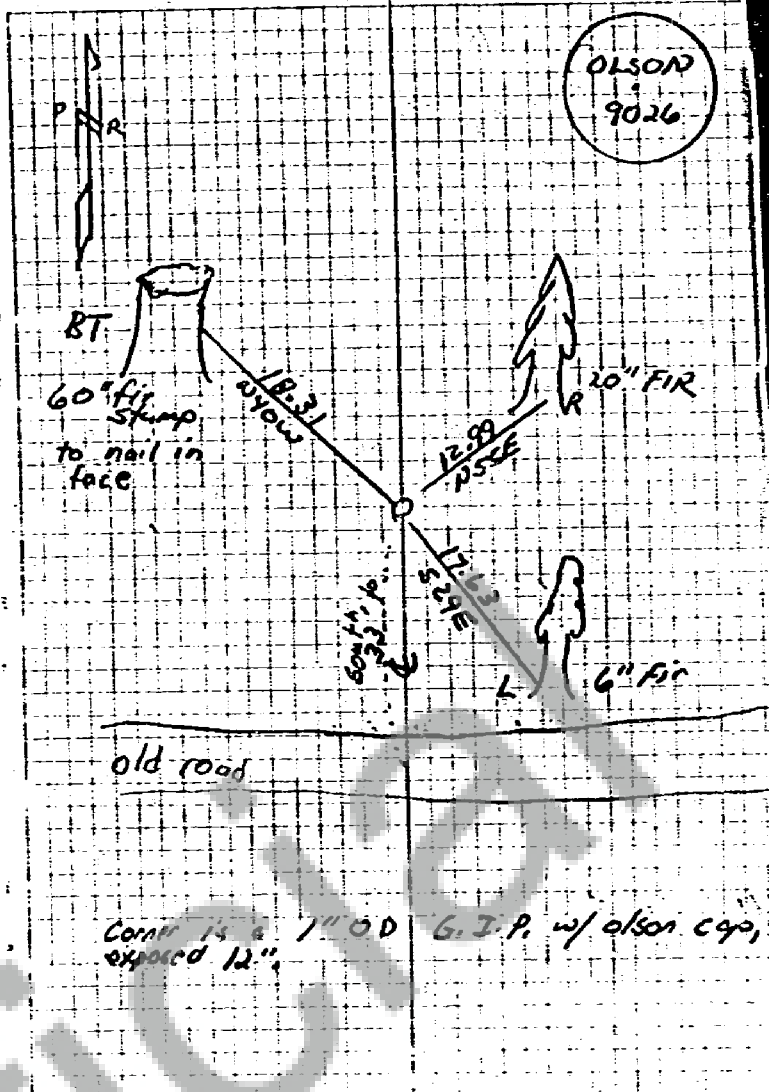 OLSON
9026
P R
BT
60" fir
stump
to nail in
face
18.31
N40W
12.99
N55E
R 20" FIR
17.63
S29E
L 6" Fir
south, to
old road
Corner is a 1" OD G.I.P. w/ olson cap,
exposed 12".